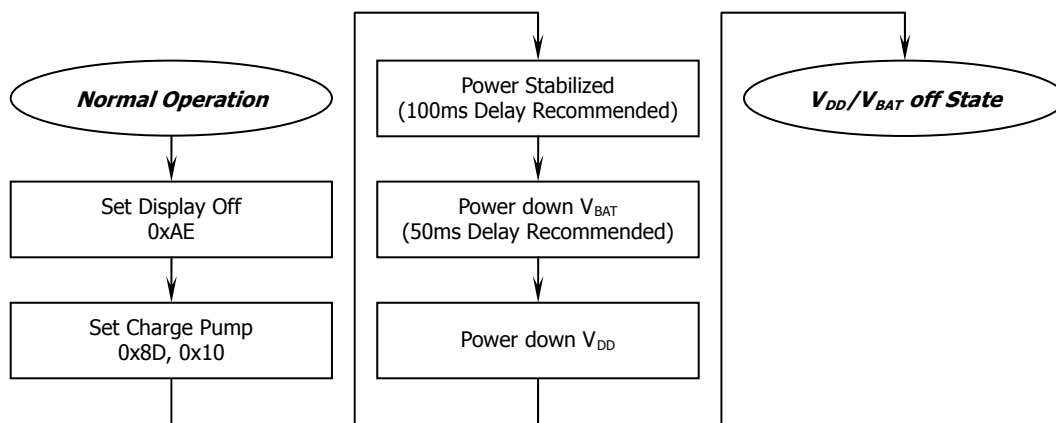 Normal Operation
Set Display Off
0xAE
Set Charge Pump
0x8D, 0x10
Power Stabilized
(100ms Delay Recommended)
Power down VBAT
(50ms Delay Recommended)
Power down VDD
VDD/VBAT off State